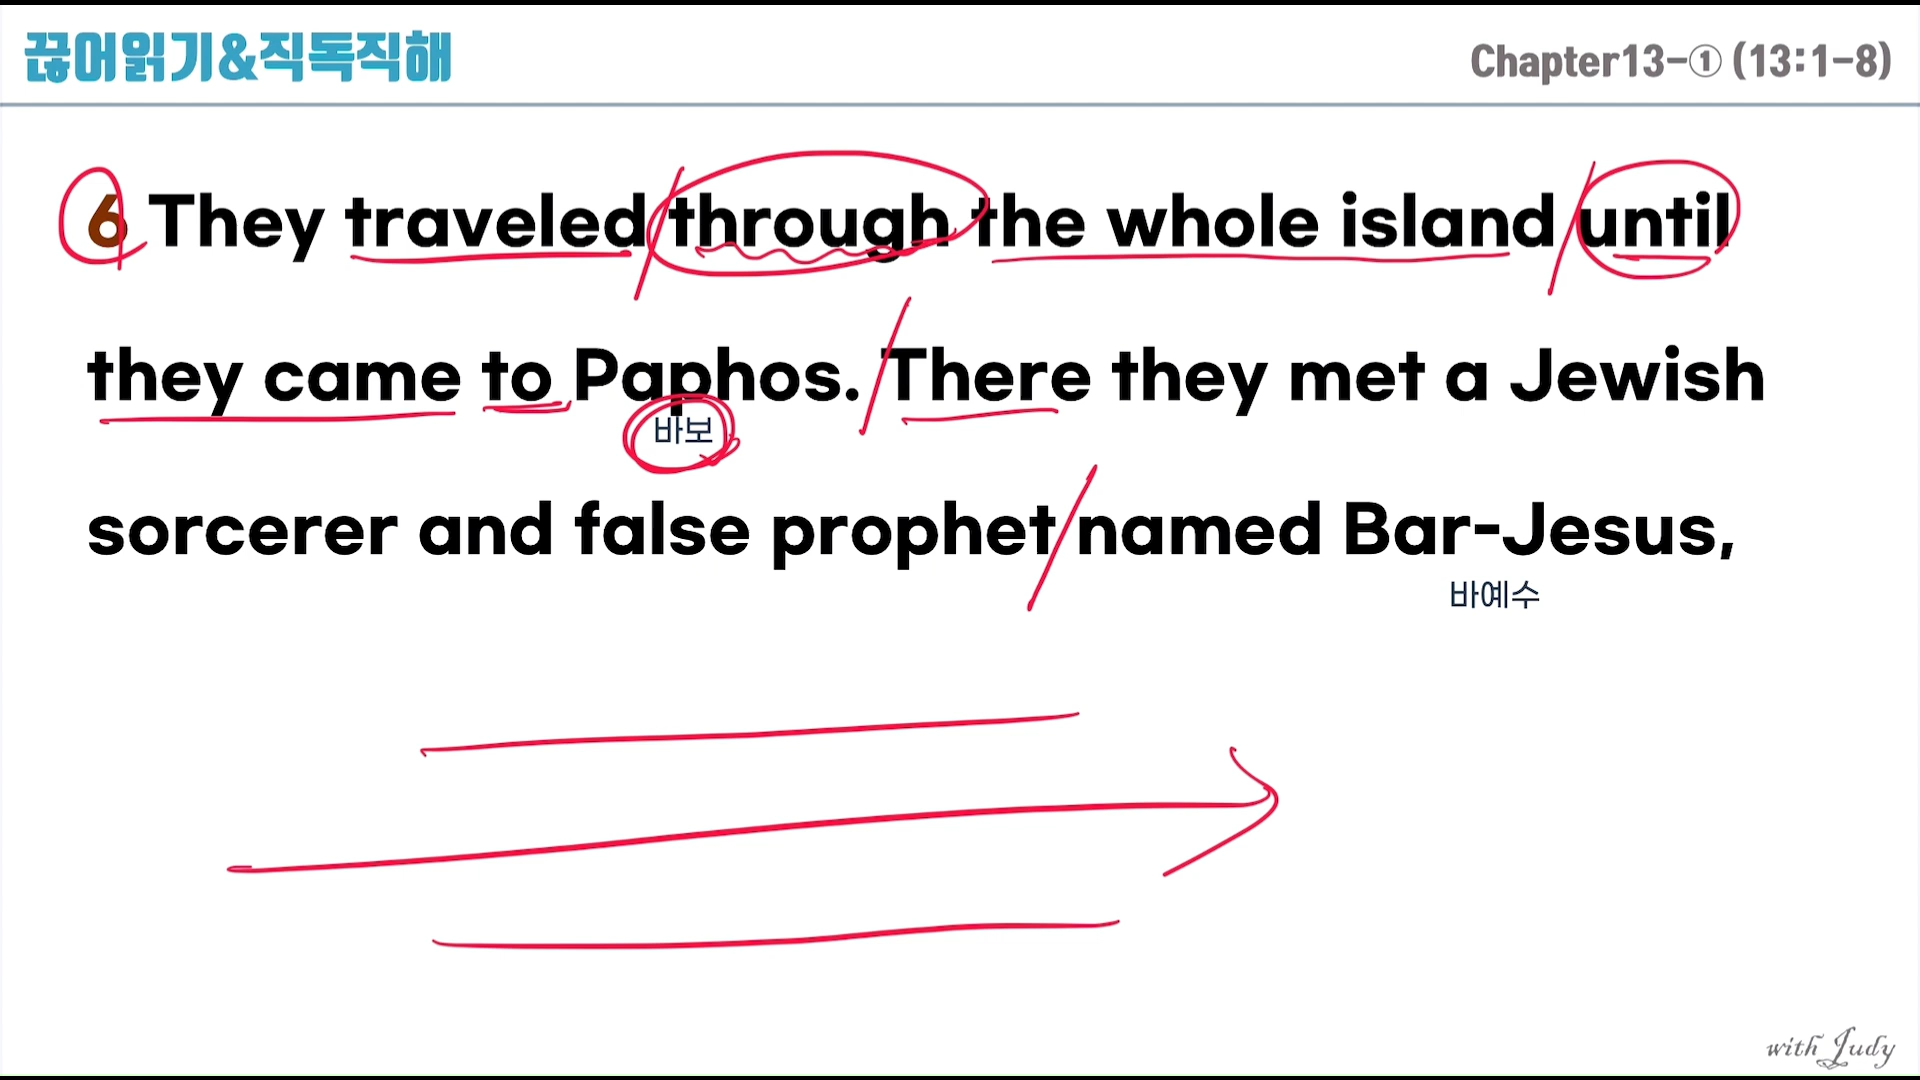 끊어읽기&직독직해
Chapter13-① (13:1-8)
6 They traveled through the whole island until
they came to Paphos. There they met a Jewish
바보
sorcerer and false prophet named Bar-Jesus,
바예수
with Judy